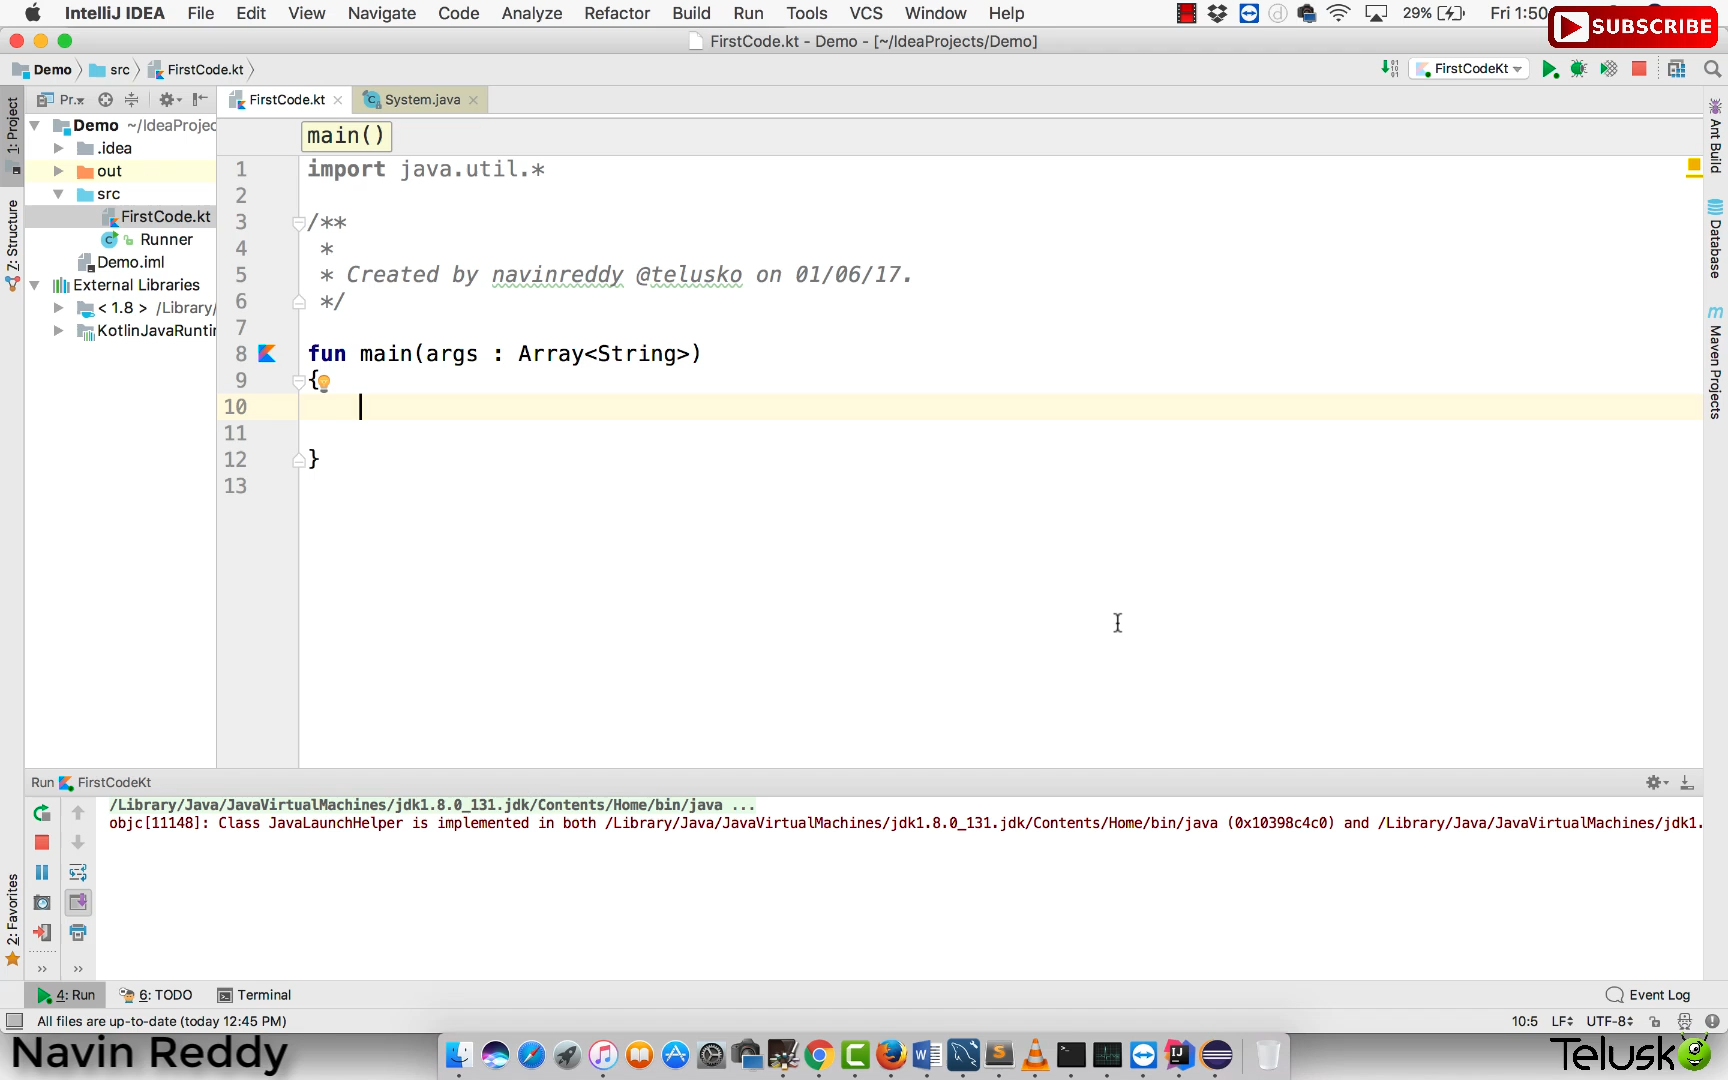 IntelliJ IDEA File Edit View Navigate Code Analyze Refactor Build Run Tools VCS Window Help 29% Fri 1:50
SUBSCRIBE
FirstCode.kt - Demo - [~/IdeaProjects/Demo]
Demo src FirstCode.kt FirstCodeKt
1: Project
7: Structure
2: Favorites
Pr..
Demo ~/IdeaProjec
.idea
out
src
FirstCode.kt
Runner
Demo.iml
External Libraries
< 1.8 > /Library/
KotlinJavaRunti
FirstCode.kt System.java
main()
1 import java.util.*
2
3 /**
4 *
5 * Created by navinreddy @telusko on 01/06/17.
6 */
7
8 fun main(args : Array<String>)
9 {
10
11
12 }
13
Ant Build
Database
Maven Projects
Run FirstCodeKt
/Library/Java/JavaVirtualMachines/jdk1.8.0_131.jdk/Contents/Home/bin/java ...
objc[11148]: Class JavaLaunchHelper is implemented in both /Library/Java/JavaVirtualMachines/jdk1.8.0_131.jdk/Contents/Home/bin/java (0x10398c4c0) and /Library/Java/JavaVirtualMachines/jdk1.
4: Run 6: TODO Terminal Event Log
All files are up-to-date (today 12:45 PM) 10:5 LF UTF-8
Navin Reddy
Telusko